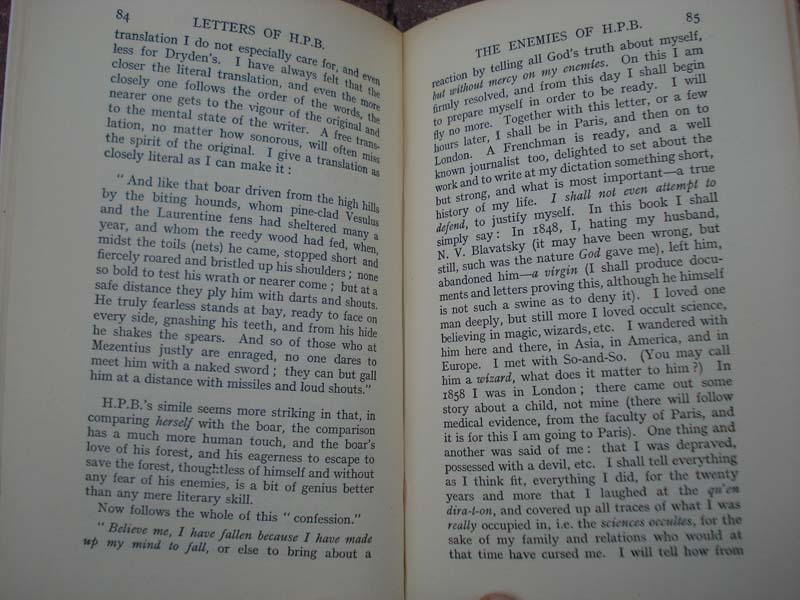 84
LETTERS OF H.P.B.
translation I do not especially care for, and even
less for Dryden's. I have always felt that the
closer the literal translation, and even the more
closely one follows the order of the words, the
nearer one gets to the vigour of the original and
to the mental state of the writer. A free trans-
lation, no matter how sonorous, will often miss
the spirit of the original. I give a translation as
closely literal as I can make it :
" And like that boar driven from the high hills
by the biting hounds, whom pine-clad Vesulus
and the Laurentine fens had sheltered many a
year, and whom the reedy wood had fed, when,
midst the toils (nets) he came, stopped short and
fiercely roared and bristled up his shoulders ; none
so bold to test his wrath or nearer come ; but at a
safe distance they ply him with darts and shouts.
He truly fearless stands at bay, ready to face on
every side, gnashing his teeth, and from his hide
he shakes the spears. And so of those who at
Mezentius justly are enraged, no one dares to
meet him with a naked sword ; they can but gall
him at a distance with missiles and loud shouts."
H.P.B.'s simile seems more striking in that, in
comparing herself with the boar, the comparison
has a much more human touch, and the boar's
love of his forest, and his eagerness to escape to
save the forest, thoughtless of himself and without
any fear of his enemies, is a bit of genius better
than any mere literary skill.
Now follows the whole of this " confession."
" Believe me, I have fallen because I have made
up my mind to fall, or else to bring about a
THE ENEMIES OF H.P.B.
85
reaction by telling all God's truth about myself,
but without mercy on my enemies. On this I am
firmly resolved, and from this day I shall begin
to prepare myself in order to be ready. I will
fly no more. Together with this letter, or a few
hours later, I shall be in Paris, and then on to
London. A Frenchman is ready, and a well
known journalist too, delighted to set about the
work and to write at my dictation something short,
but strong, and what is most important—a true
history of my life. I shall not even attempt to
defend, to justify myself. In this book I shall
simply say : In 1848, I, hating my husband,
N. V. Blavatsky (it may have been wrong, but
still, such was the nature God gave me), left him,
abandoned him—a virgin (I shall produce docu-
ments and letters proving this, although he himself
is not such a swine as to deny it). I loved one
man deeply, but still more I loved occult science,
believing in magic, wizards, etc. I wandered with
him here and there, in Asia, in America, and in
Europe. I met with So-and-So. (You may call
him a wizard, what does it matter to him ?) In
1858 I was in London ; there came out some
story about a child, not mine (there will follow
medical evidence, from the faculty of Paris, and
it is for this I am going to Paris). One thing and
another was said of me : that I was depraved,
possessed with a devil, etc. I shall tell everything
as I think fit, everything I did, for the twenty
years and more that I laughed at the qu'en
dira-t-on, and covered up all traces of what I was
really occupied in, i.e. the sciences occultes, for the
sake of my family and relations who would at
that time have cursed me. I will tell how from